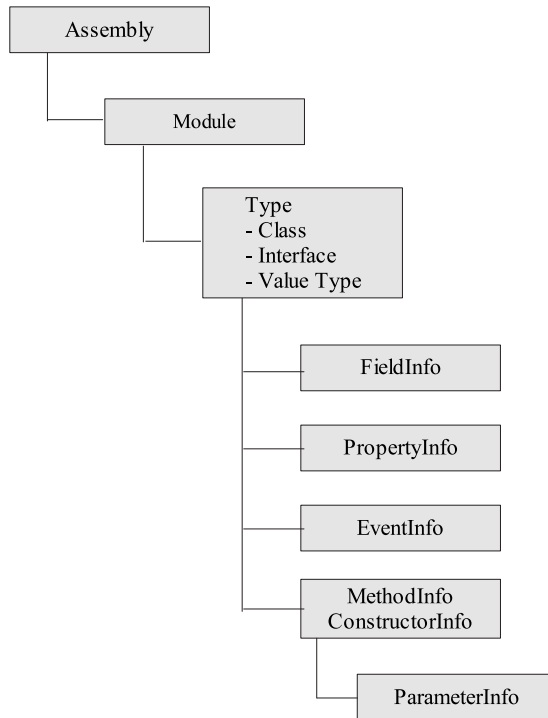 Assembly
Module
Type
- Class
- Interface
- Value Type
FieldInfo
PropertyInfo
EventInfo
MethodInfo
ConstructorInfo
ParameterInfo